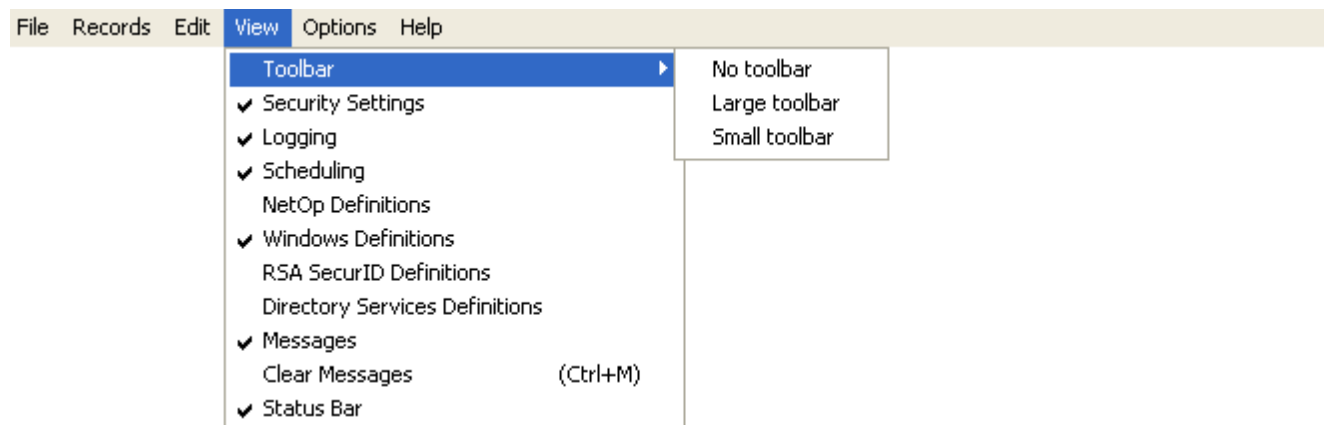 File Records Edit View Options Help
Toolbar
No toolbar
Large toolbar
Small toolbar
Security Settings
Logging
Scheduling
NetOp Definitions
Windows Definitions
RSA SecurID Definitions
Directory Services Definitions
Messages
Clear Messages (Ctrl+M)
Status Bar